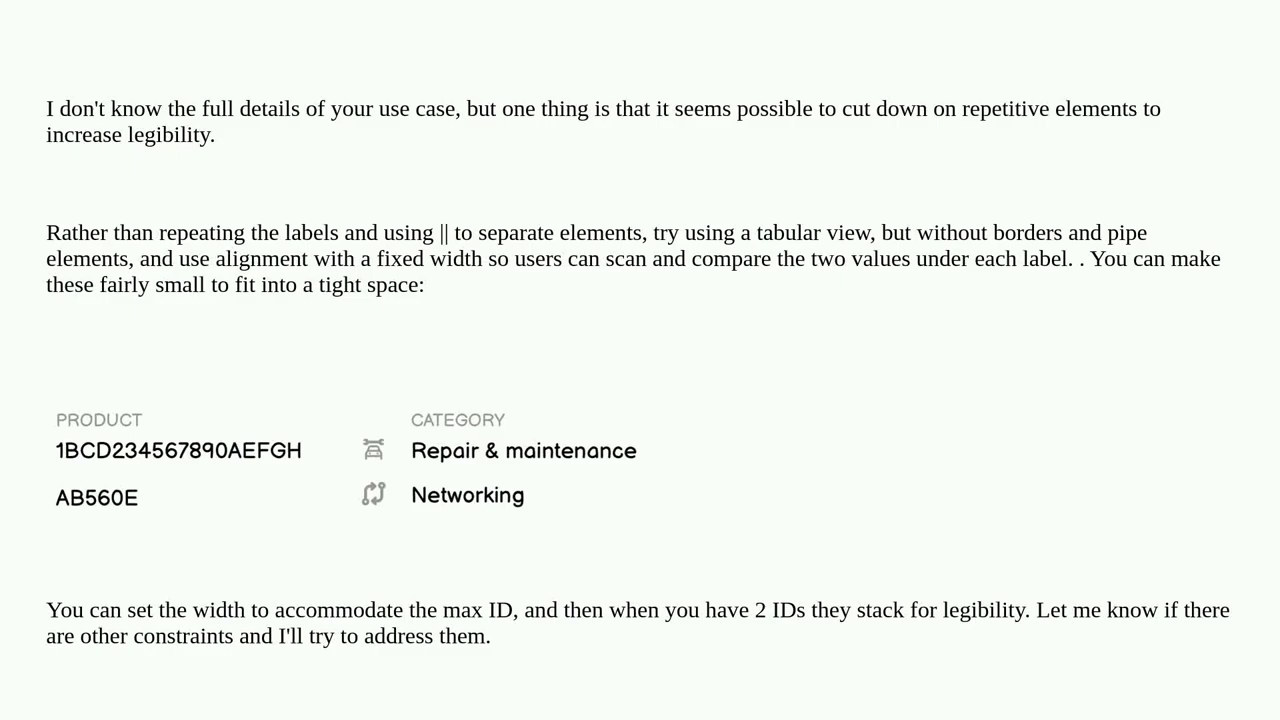 I don't know the full details of your use case, but one thing is that it seems possible to cut down on repetitive elements to
increase legibility.
Rather than repeating the labels and using || to separate elements, try using a tabular view, but without borders and pipe
elements, and use alignment with a fixed width so users can scan and compare the two values under each label. . You can make
these fairly small to fit into a tight space:
PRODUCT CATEGORY
1BCD234567890AEFGH Repair & maintenance
AB560E Networking
You can set the width to accommodate the max ID, and then when you have 2 IDs they stack for legibility. Let me know if there
are other constraints and I'll try to address them.